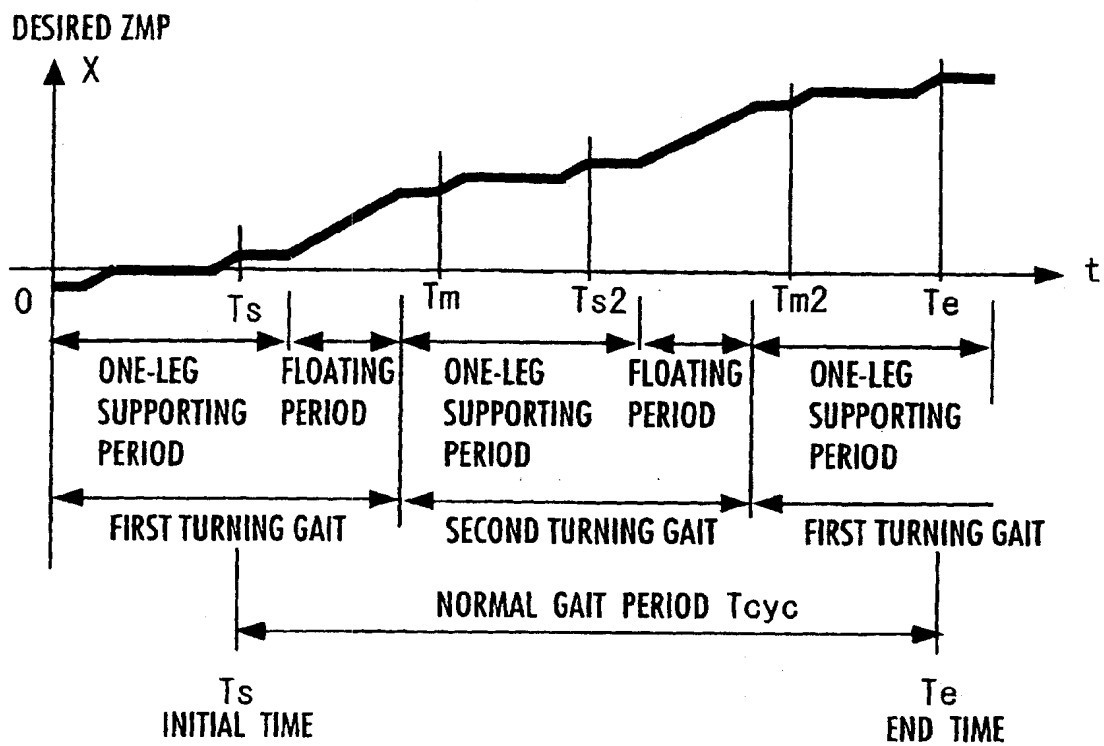 DESIRED ZMP
X
0
Ts
Tm
Ts2
Tm2
Te
t
ONE-LEG
SUPPORTING
PERIOD
FLOATING
PERIOD
ONE-LEG
SUPPORTING
PERIOD
FLOATING
PERIOD
ONE-LEG
SUPPORTING
PERIOD
FIRST TURNING GAIT
SECOND TURNING GAIT
FIRST TURNING GAIT
NORMAL GAIT PERIOD Tcyc
Ts
INITIAL TIME
Te
END TIME